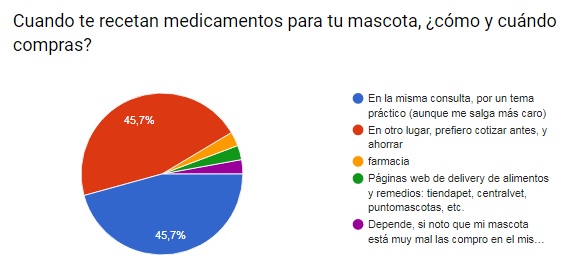 Cuando te recetan medicamentos para tu mascota, ¿cómo y cuándo
compras?
45,7%
45,7%
En la misma consulta, por un tema
práctico (aunque me salga más caro)
En otro lugar, prefiero cotizar antes, y
ahorrar
farmacia
Páginas web de delivery de alimentos
y remedios: tiendapet, centralvet,
puntomascotas, etc.
Depende, si noto que mi mascota
está muy mal las compro en el mis…